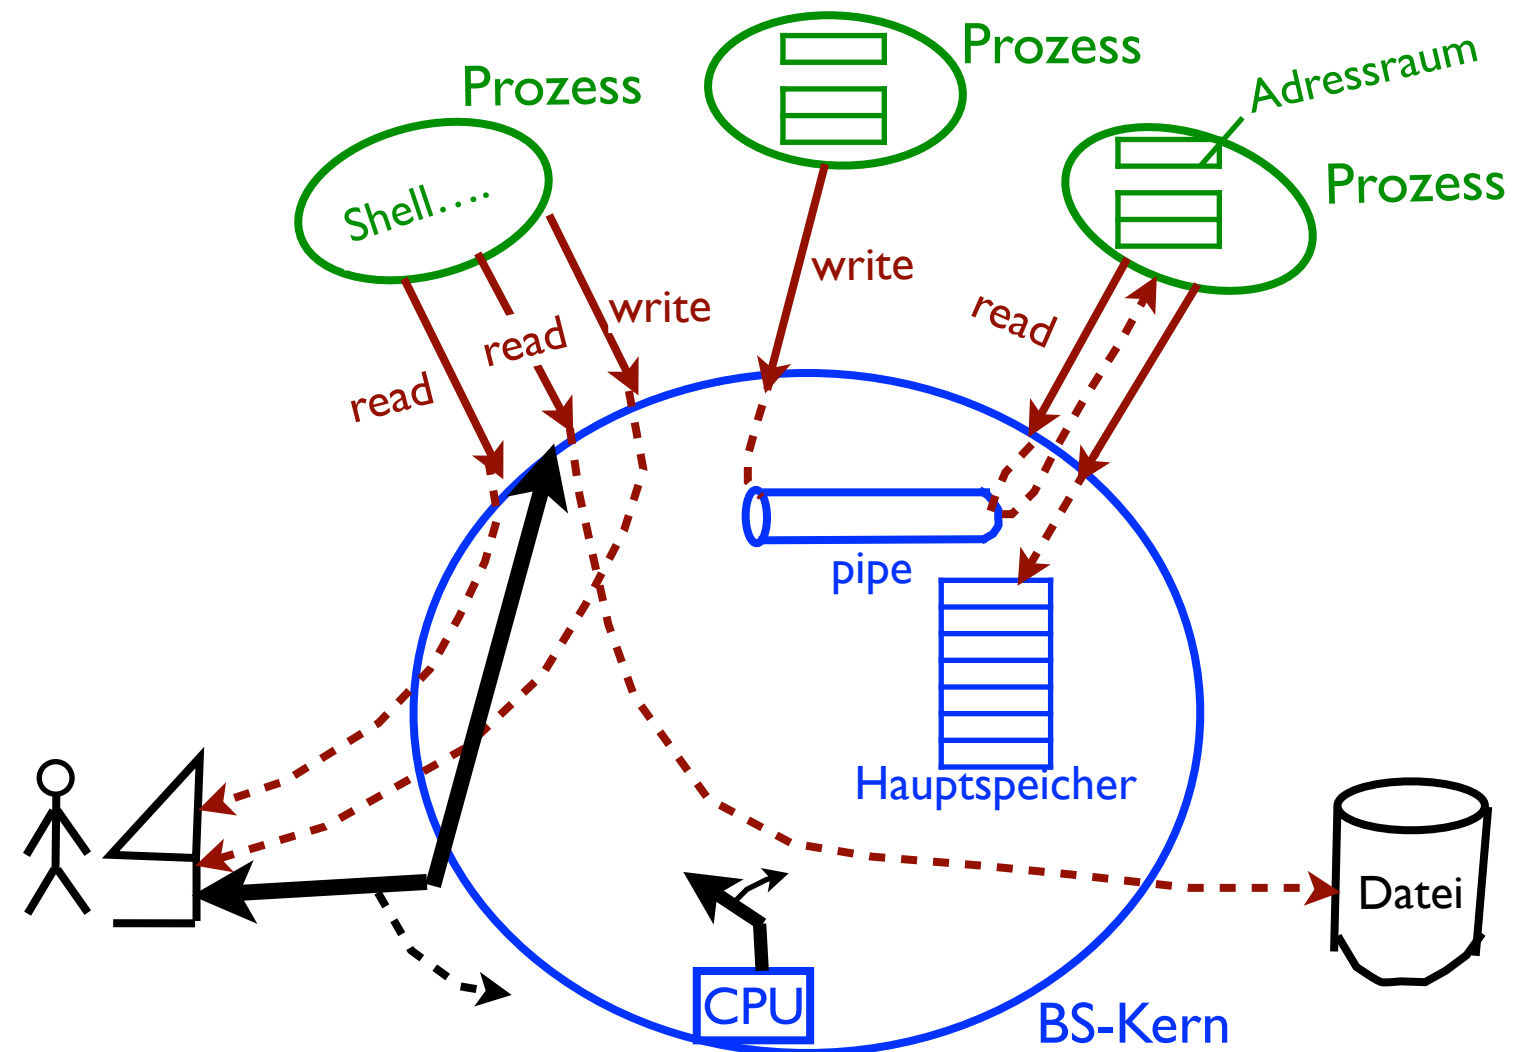 Prozess
Prozess
Adressraum
Prozess
Shell....
write
write
read
read
read
pipe
Hauptspeicher
Datei
CPU
BS-Kern